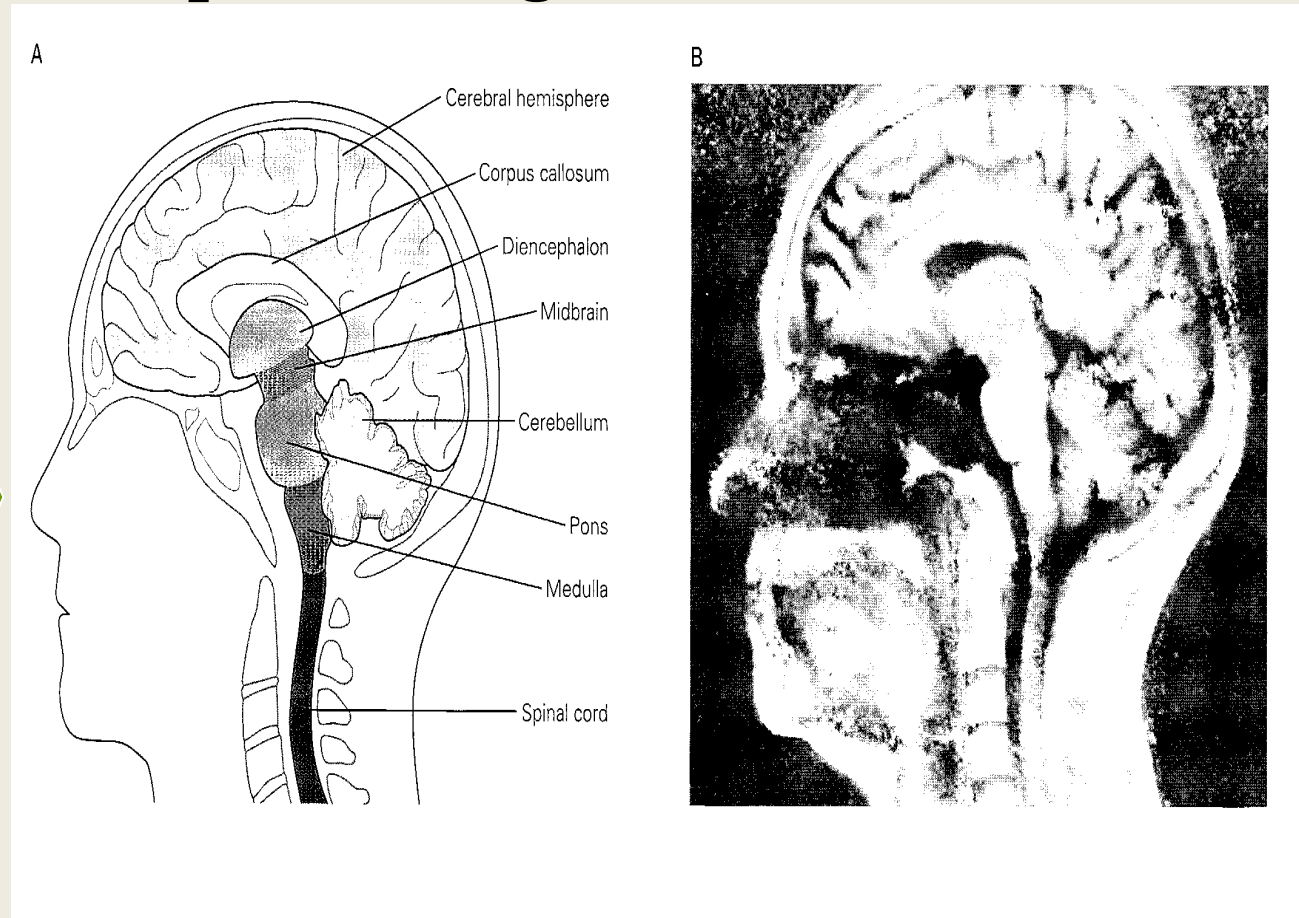 A
B
Cerebral hemisphere
Corpus callosum
Diencephalon
Midbrain
Cerebellum
Pons
Medulla
Spinal cord